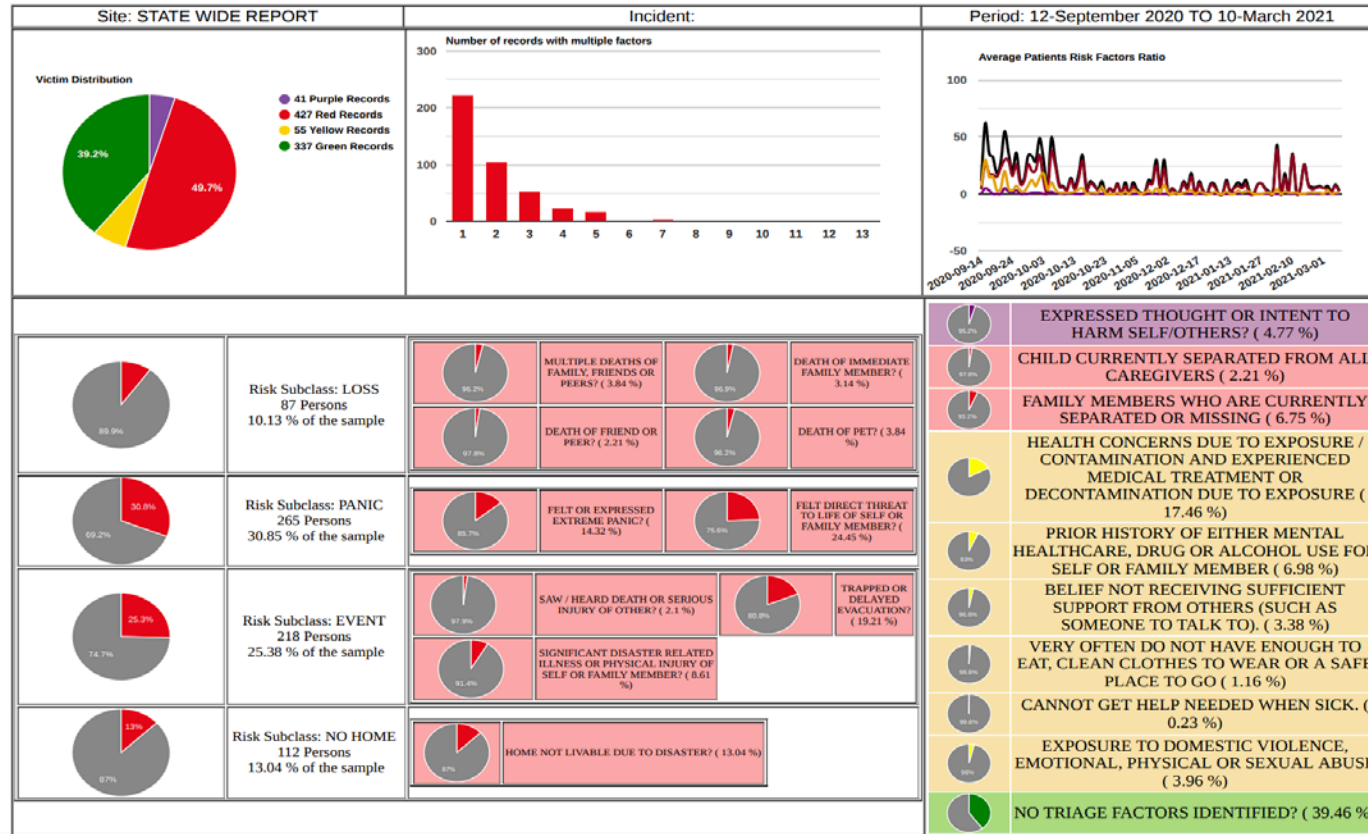 Site: STATE WIDE REPORT
Incident:
Period: 12-September 2020 TO 10-March 2021
Victim Distribution
39.2%
49.7%
41 Purple Records
427 Red Records
55 Yellow Records
337 Green Records
Number of records with multiple factors
300
200
100
0
1 2 3 4 5 6 7 8 9 10 11 12 13
Average Patients Risk Factors Ratio
100
50
0
-50
2020-09-14
2020-09-24
2020-10-03
2020-10-13
2020-10-23
2020-11-05
2020-12-02
2020-12-17
2021-01-13
2021-01-27
2021-02-10
2021-03-01
89.9%
Risk Subclass: LOSS
87 Persons
10.13 % of the sample
96.2%
MULTIPLE DEATHS OF
FAMILY, FRIENDS OR
PEERS? ( 3.84 %)
96.9%
DEATH OF IMMEDIATE
FAMILY MEMBER? (
3.14 %)
97.8%
DEATH OF FRIEND OR
PEER? ( 2.21 %)
96.2%
DEATH OF PET? ( 3.84
%)
30.8%
69.2%
Risk Subclass: PANIC
265 Persons
30.85 % of the sample
85.7%
FELT OR EXPRESSED
EXTREME PANIC? (
14.32 %)
75.6%
FELT DIRECT THREAT
TO LIFE OF SELF OR
FAMILY MEMBER? (
24.45 %)
25.3%
74.7%
Risk Subclass: EVENT
218 Persons
25.38 % of the sample
97.9%
SAW / HEARD DEATH OR SERIOUS
INJURY OF OTHER? ( 2.1 %)
80.8%
TRAPPED OR
DELAYED
EVACUATION?
( 19.21 %)
91.4%
SIGNIFICANT DISASTER RELATED
ILLNESS OR PHYSICAL INJURY OF
SELF OR FAMILY MEMBER? ( 8.61
%)
13%
87%
Risk Subclass: NO HOME
112 Persons
13.04 % of the sample
87%
HOME NOT LIVABLE DUE TO DISASTER? ( 13.04 %)
95.2%
EXPRESSED THOUGHT OR INTENT TO
HARM SELF/OTHERS? ( 4.77 %)
97.8%
CHILD CURRENTLY SEPARATED FROM ALL
CAREGIVERS ( 2.21 %)
93.2%
FAMILY MEMBERS WHO ARE CURRENTLY
SEPARATED OR MISSING ( 6.75 %)
HEALTH CONCERNS DUE TO EXPOSURE /
CONTAMINATION AND EXPERIENCED
MEDICAL TREATMENT OR
DECONTAMINATION DUE TO EXPOSURE (
17.46 %)
93%
PRIOR HISTORY OF EITHER MENTAL
HEALTHCARE, DRUG OR ALCOHOL USE FOR
SELF OR FAMILY MEMBER ( 6.98 %)
96.6%
BELIEF NOT RECEIVING SUFFICIENT
SUPPORT FROM OTHERS (SUCH AS
SOMEONE TO TALK TO). ( 3.38 %)
98.8%
VERY OFTEN DO NOT HAVE ENOUGH TO
EAT, CLEAN CLOTHES TO WEAR OR A SAFE
PLACE TO GO ( 1.16 %)
99.8%
CANNOT GET HELP NEEDED WHEN SICK. (
0.23 %)
96%
EXPOSURE TO DOMESTIC VIOLENCE,
EMOTIONAL, PHYSICAL OR SEXUAL ABUSE
( 3.96 %)
NO TRIAGE FACTORS IDENTIFIED? ( 39.46 %